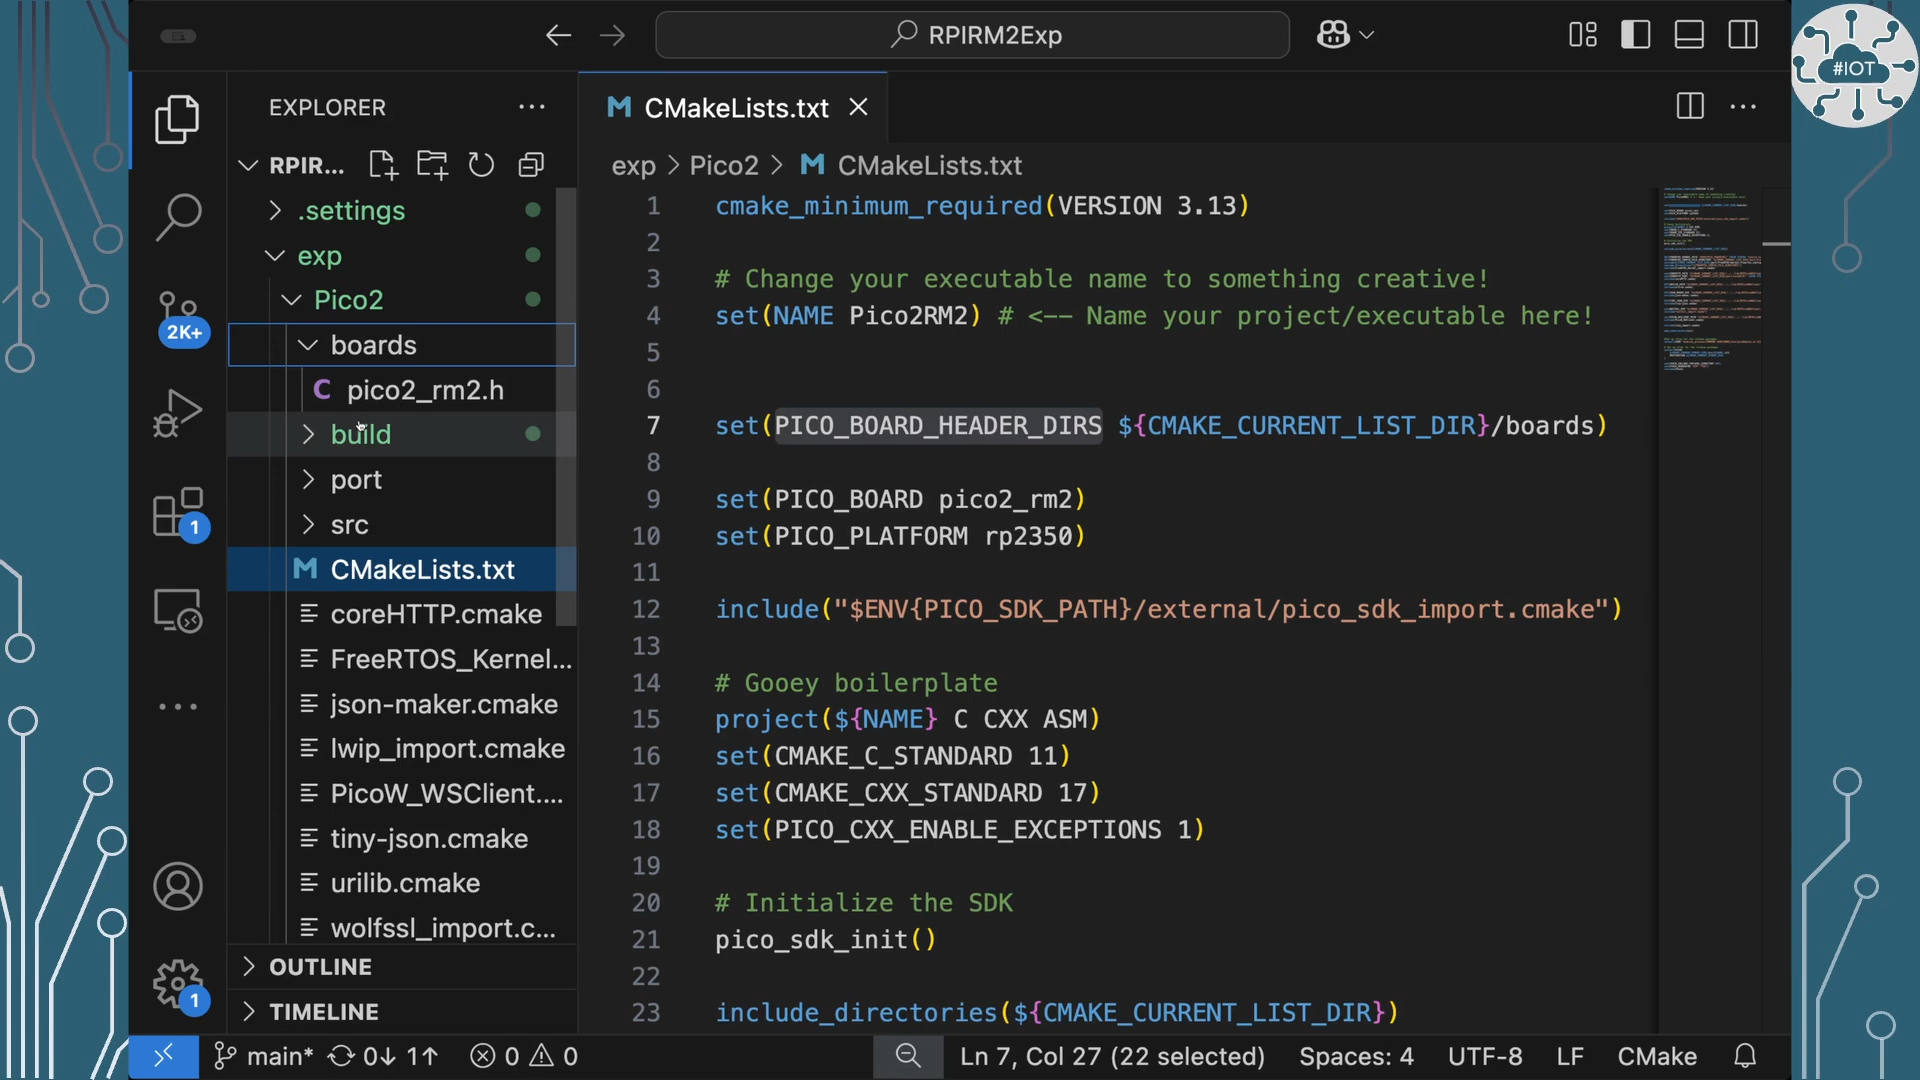 RPIRM2Exp
#IOT
EXPLORER
RPIR...
.settings
exp
Pico2
boards
pico2_rm2.h
build
port
src
CMakeLists.txt
coreHTTP.cmake
FreeRTOS_Kernel...
json-maker.cmake
lwip_import.cmake
PicoW_WSClient....
tiny-json.cmake
urilib.cmake
wolfssl_import.c...
OUTLINE
TIMELINE
2K+
1
1
CMakeLists.txt
exp > Pico2 > CMakeLists.txt
1 cmake_minimum_required(VERSION 3.13)
2
3 # Change your executable name to something creative!
4 set(NAME Pico2RM2) # <-- Name your project/executable here!
5
6
7 set(PICO_BOARD_HEADER_DIRS ${CMAKE_CURRENT_LIST_DIR}/boards)
8
9 set(PICO_BOARD pico2_rm2)
10 set(PICO_PLATFORM rp2350)
11
12 include("$ENV{PICO_SDK_PATH}/external/pico_sdk_import.cmake")
13
14 # Gooey boilerplate
15 project(${NAME} C CXX ASM)
16 set(CMAKE_C_STANDARD 11)
17 set(CMAKE_CXX_STANDARD 17)
18 set(PICO_CXX_ENABLE_EXCEPTIONS 1)
19
20 # Initialize the SDK
21 pico_sdk_init()
22
23 include_directories(${CMAKE_CURRENT_LIST_DIR})
main* 0↓ 1↑ 0 0 Ln 7, Col 27 (22 selected) Spaces: 4 UTF-8 LF CMake